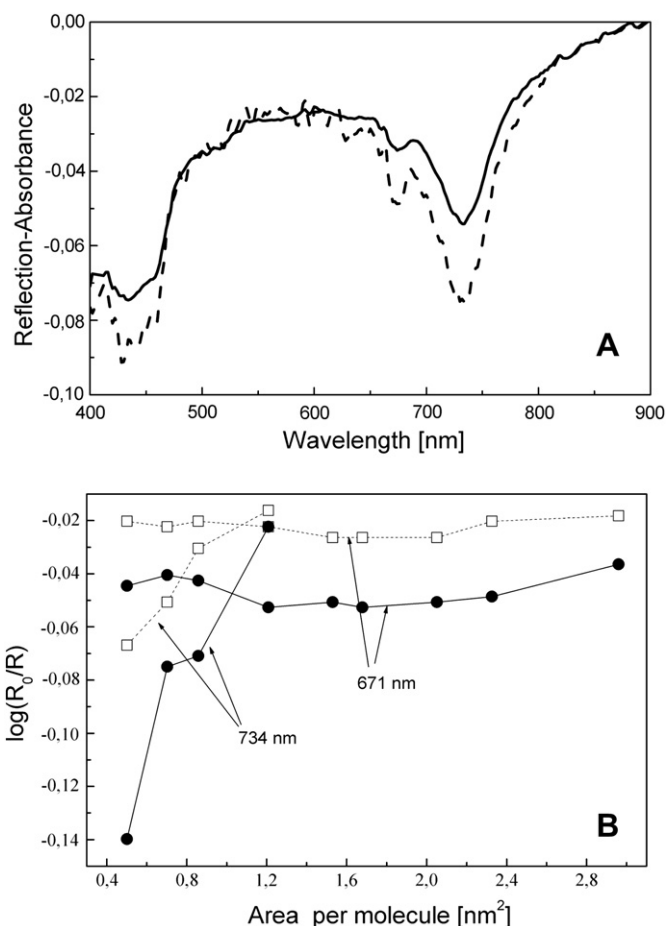 0,00
-0,02
-0,04
-0,06
-0,08
-0,10
Reflection-Absorbance
A
400 500 600 700 800 900
Wavelength [nm]
-0,02
-0,04
-0,06
-0,08
-0,10
-0,12
-0,14
log(R₀/R)
671 nm
734 nm
B
0,4 0,8 1,2 1,6 2,0 2,4 2,8
Area per molecule [nm²]